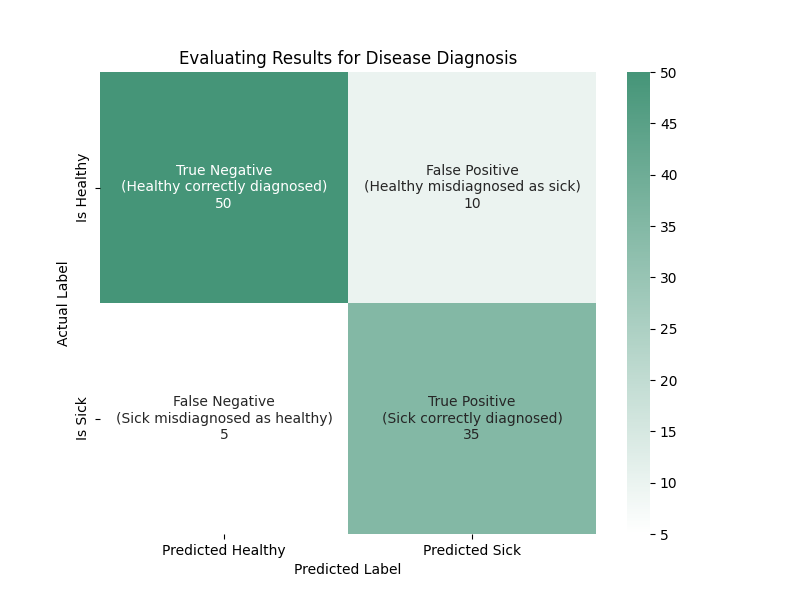 Evaluating Results for Disease Diagnosis
Actual Label
Is Healthy
True Negative
(Healthy correctly diagnosed)
50
False Positive
(Healthy misdiagnosed as sick)
10
Is Sick
False Negative
(Sick misdiagnosed as healthy)
5
True Positive
(Sick correctly diagnosed)
35
Predicted Healthy
Predicted Sick
Predicted Label
50
45
40
35
30
25
20
15
10
5